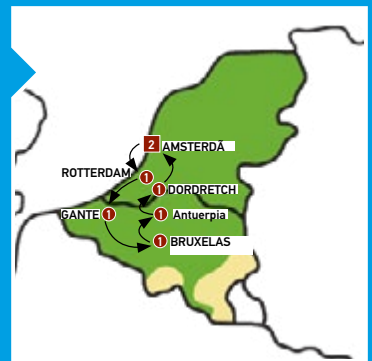 2 AMSTERDÃ
ROTTERDAM 1
1 DORDRETCH
GANTE 1
1 Antuerpia
1 BRUXELAS